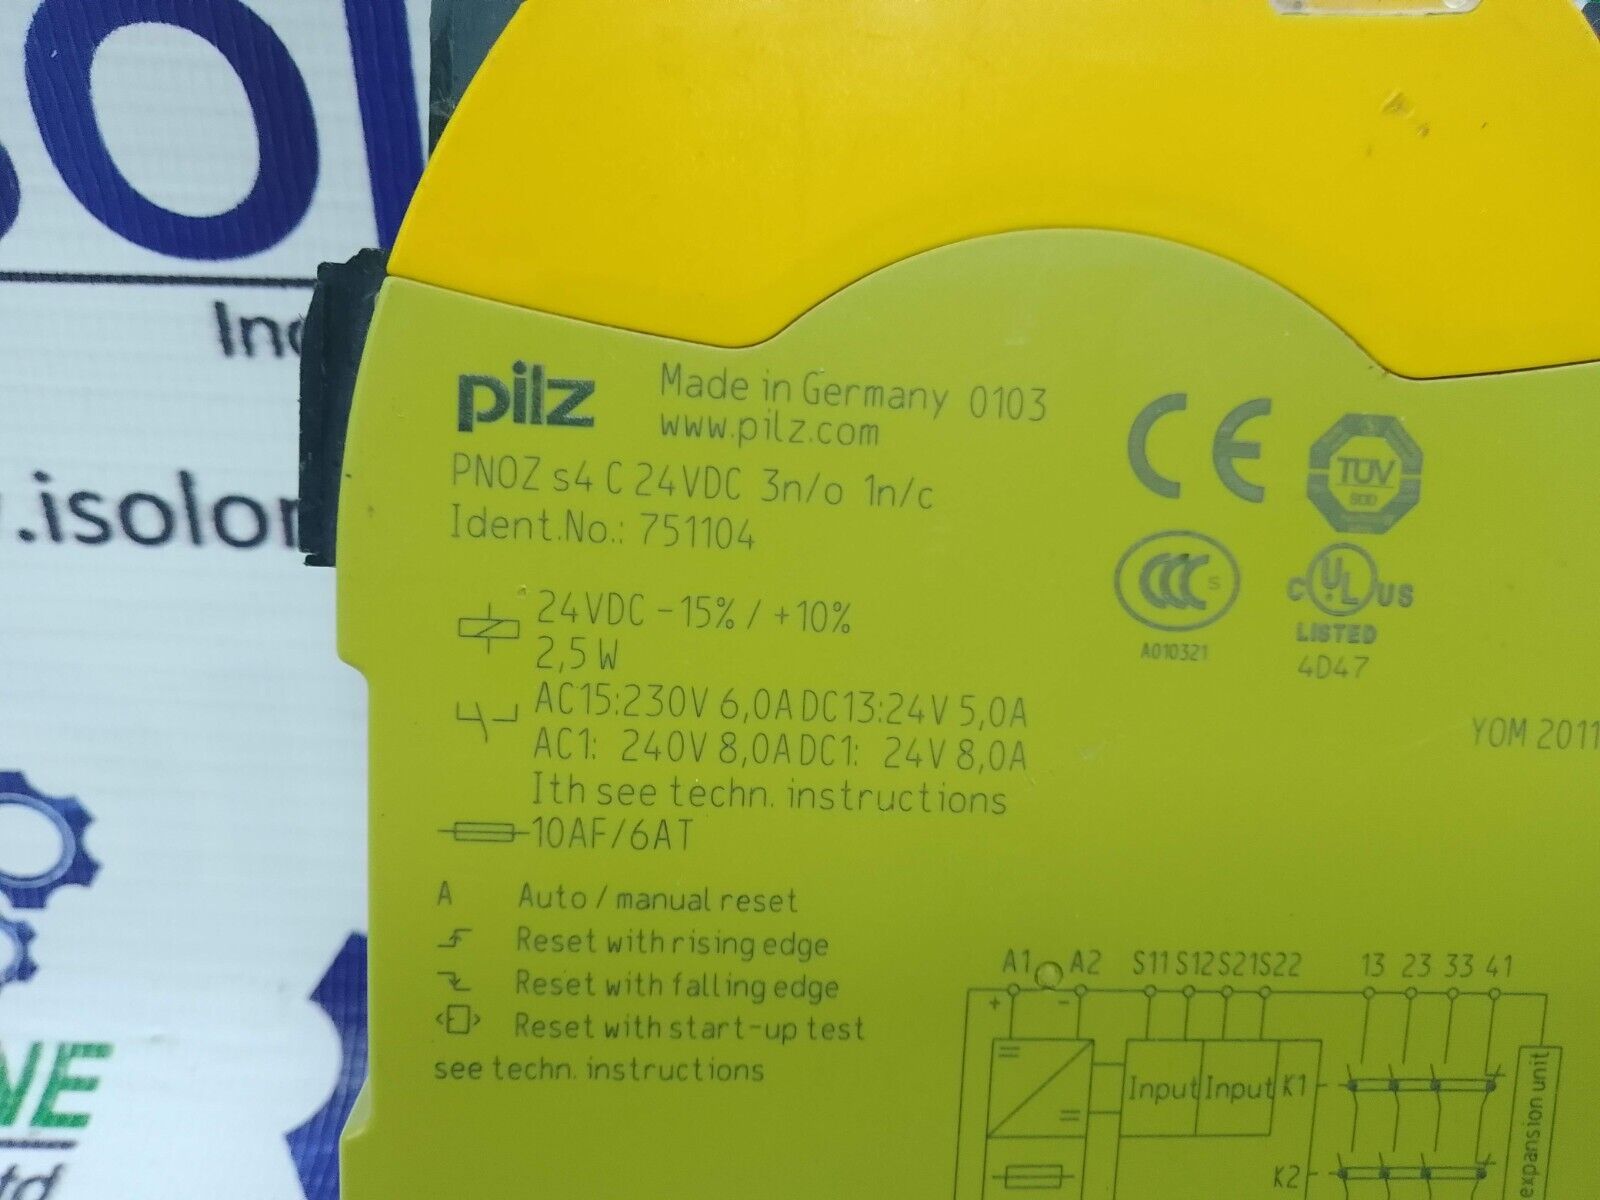 pilz
Made in Germany 0103
www.pilz.com
PNOZ s4 C 24VDC 3n/o 1n/c
Ident.No.: 751104
24VDC -15% / +10%
2,5 W
AC15:230V 6,0A DC13:24V 5,0A
AC1: 240V 8,0A DC1: 24V 8,0A
Ith see techn. instructions
10AF/6AT
A Auto / manual reset
Reset with rising edge
Reset with falling edge
Reset with start-up test
see techn. instructions
CE
TÜV
CCC S
A010321
C UL US
LISTED
4D47
YOM 2011
A1 A2 S11 S12 S21 S22 13 23 33 41
+ -
Input Input K1
K2
expansion unit
.isolo